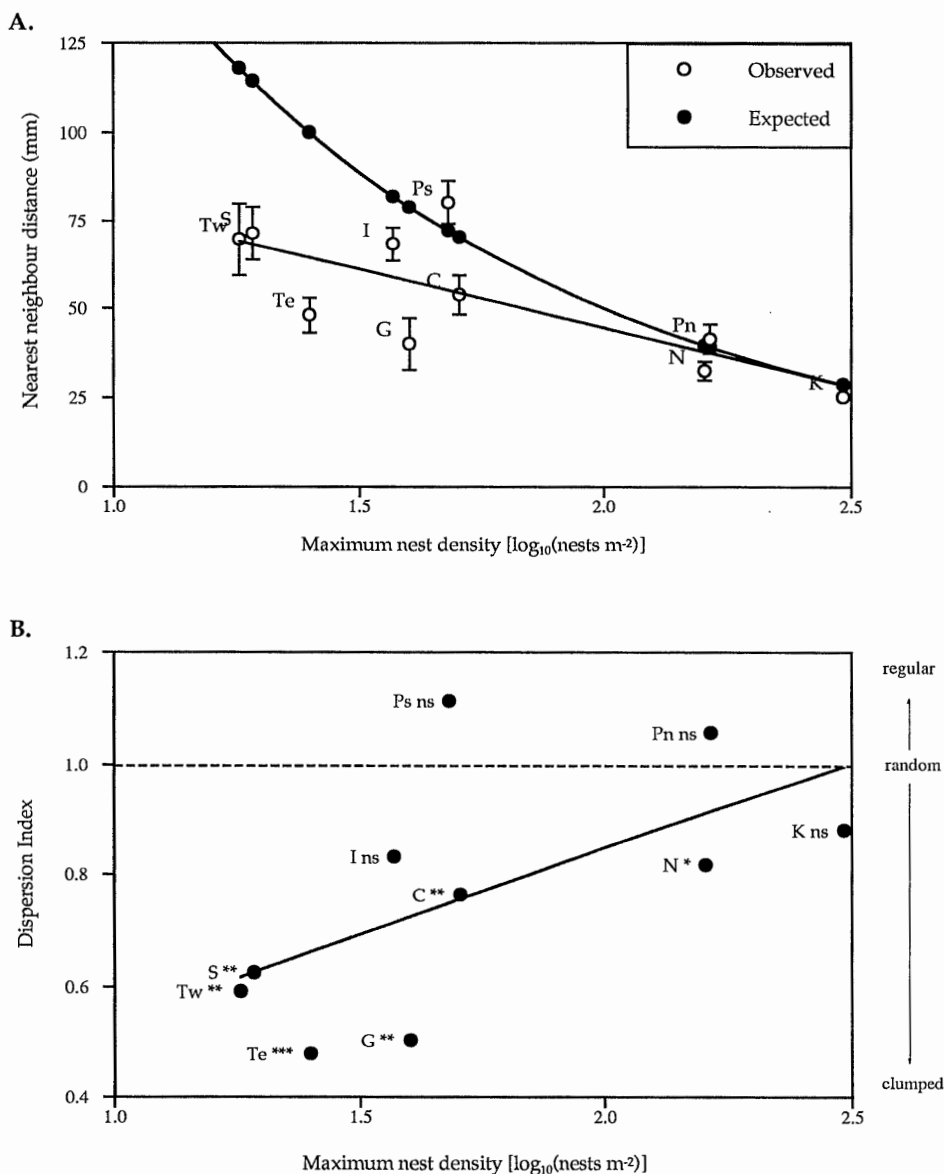 A.
125
100
75
50
25
0
Nearest neighbour distance (mm)
Observed
Expected
Ps
S
Tw
I
C
Te
G
Pn
N
K
1.0 1.5 2.0 2.5
Maximum nest density [log₁₀(nests m⁻²)]
B.
1.2
1.0
0.8
0.6
0.4
Dispersion Index
regular
random
clumped
Ps ns
Pn ns
I ns
K ns
C **
N *
S **
Tw **
Te ***
G **
1.0 1.5 2.0 2.5
Maximum nest density [log₁₀(nests m⁻²)]